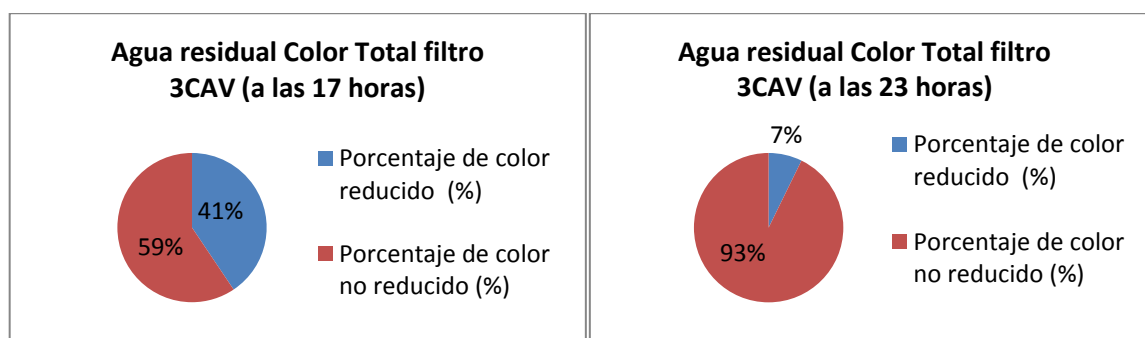 Agua residual Color Total filtro
3CAV (a las 17 horas)
41%
59%
Porcentaje de color
reducido (%)
Porcentaje de color
no reducido (%)
Agua residual Color Total filtro
3CAV (a las 23 horas)
7%
93%
Porcentaje de color
reducido (%)
Porcentaje de color
no reducido (%)